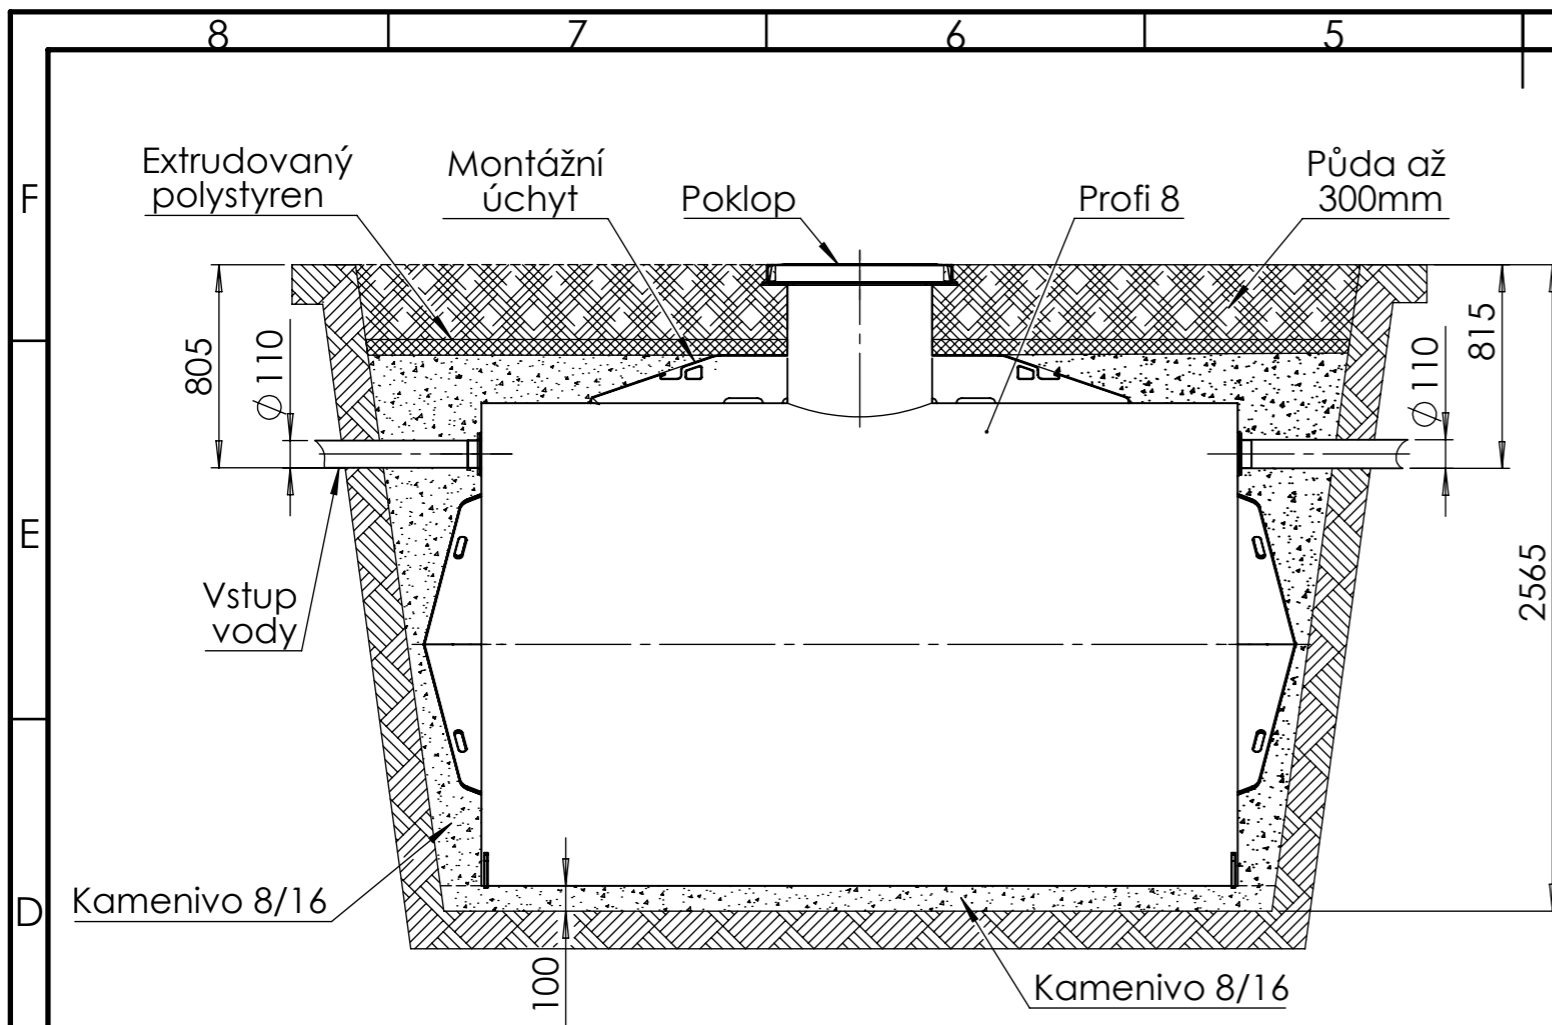 8
7
6
5
F
E
D
Extrudovaný
polystyren
Montážní
úchyt
Poklop
Profi 8
Půda až
300mm
805
Ø110
815
Ø110
2565
Vstup
vody
Kamenivo 8/16
100
Kamenivo 8/16